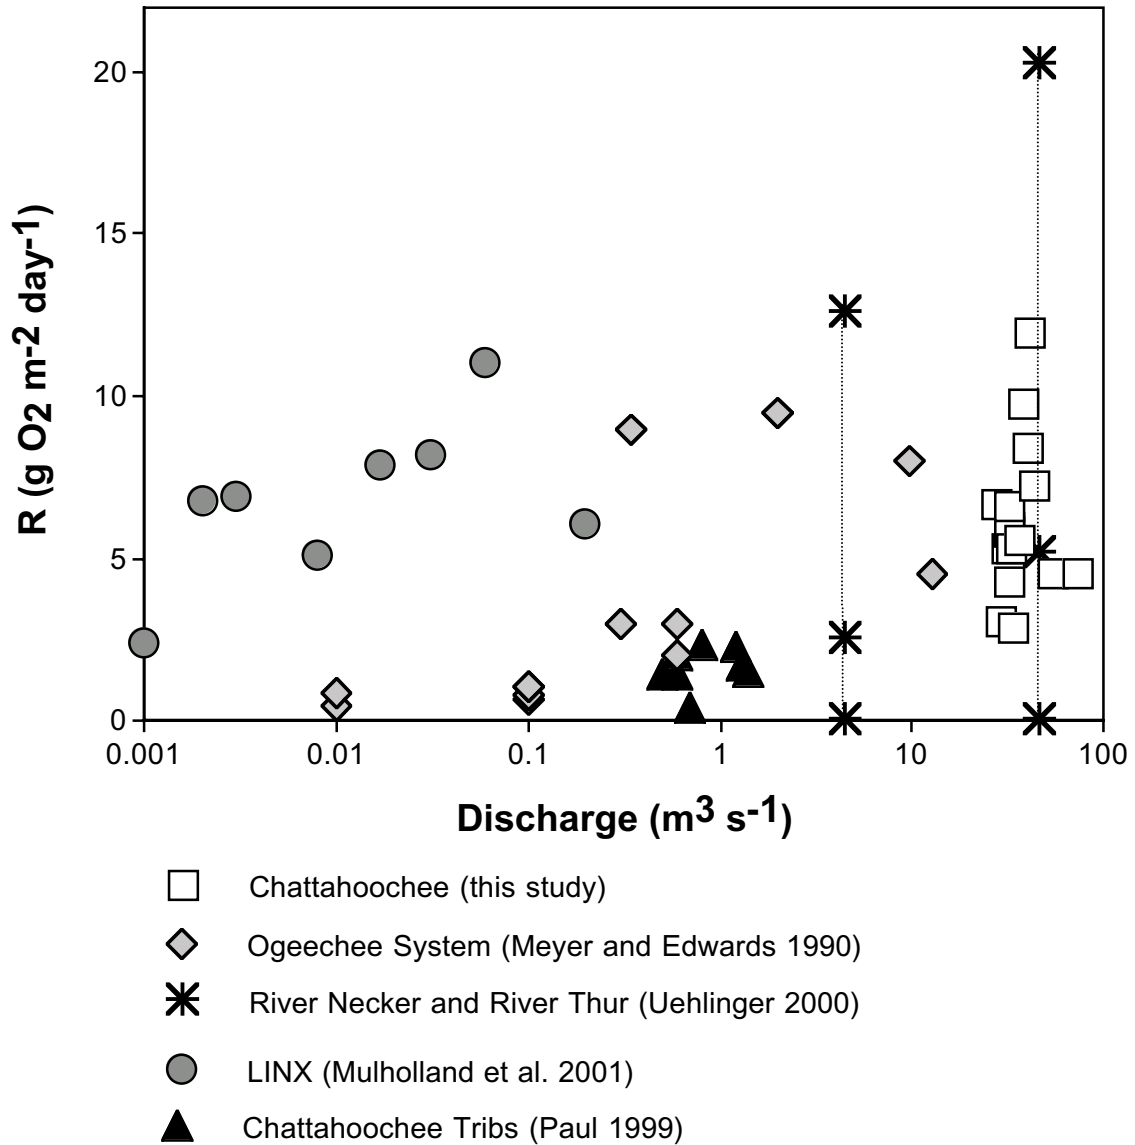 20
15
10
5
0
R (g O2 m-2 day-1)
0.001 0.01 0.1 1 10 100
Discharge (m3 s-1)
Chattahoochee (this study)
Ogeechee System (Meyer and Edwards 1990)
River Necker and River Thur (Uehlinger 2000)
LINX (Mulholland et al. 2001)
Chattahoochee Tribs (Paul 1999)